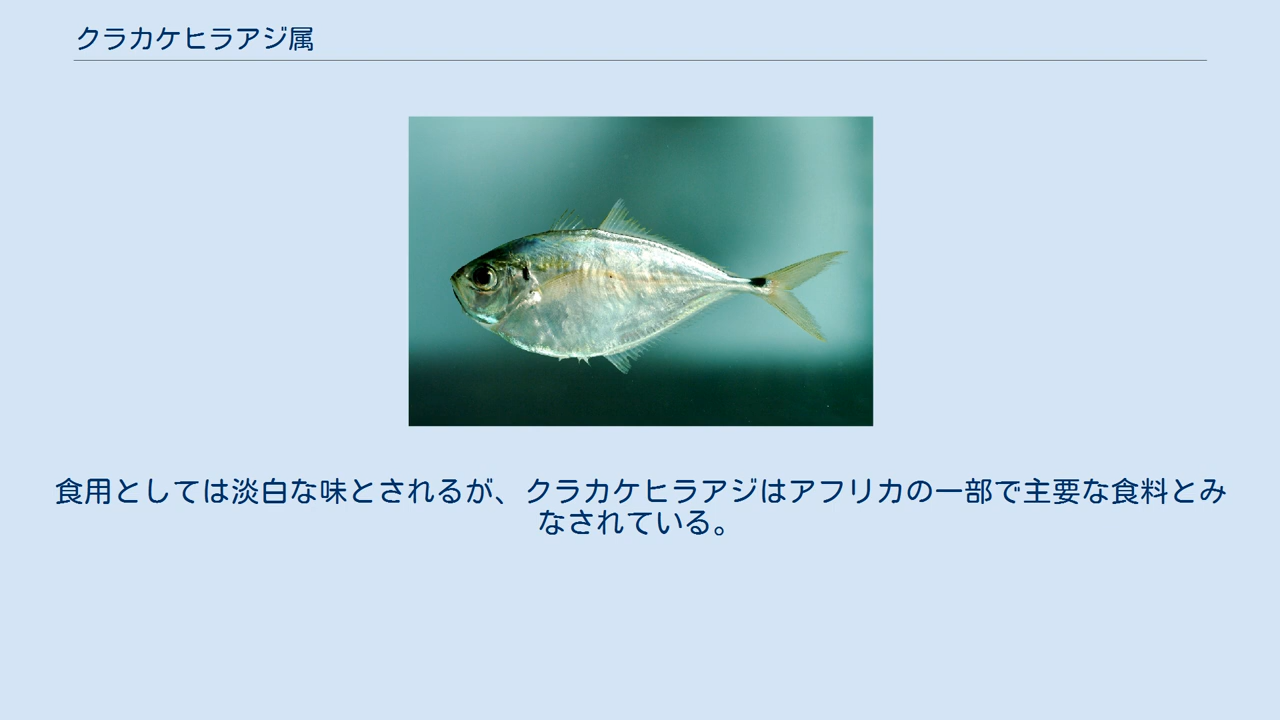 クラカケヒラアジ属
食用としては淡白な味とされるが、クラカケヒラアジはアフリカの一部で主要な食料とみ
なされている。